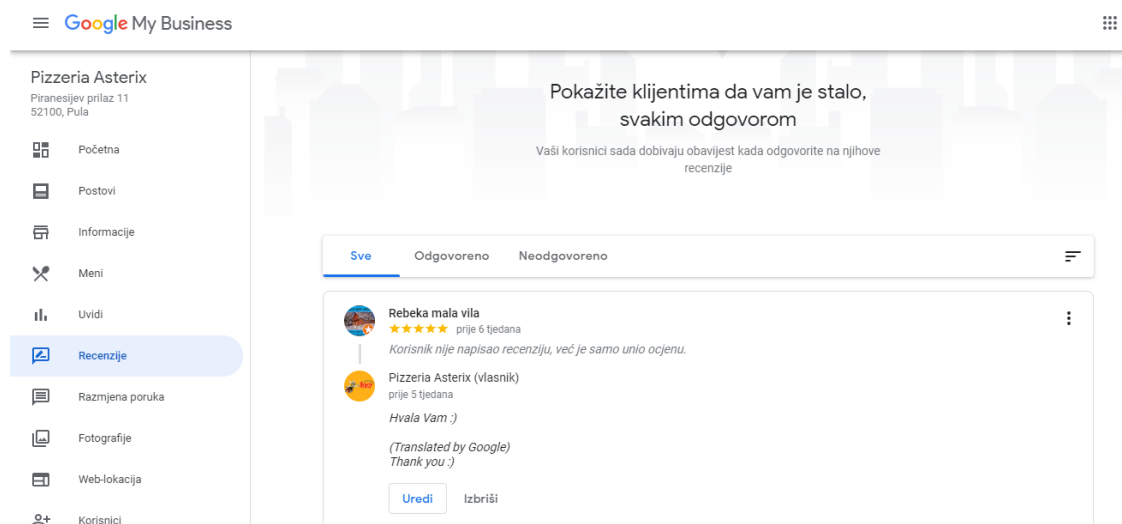 Google My Business
Pizzeria Asterix
Piranesijev prilaz 11
52100, Pula
Početna
Postovi
Informacije
Meni
Uvidi
Recenzije
Razmjena poruka
Fotografije
Web-lokacija
Korisnici
Pokažite klijentima da vam je stalo,
svakim odgovorom
Vaši korisnici sada dobivaju obavijest kada odgovorite na njihove
recenzije
Sve Odgovoreno Neodgovoreno
Rebeka mala vila
prije 6 tjedana
Korisnik nije napisao recenziju, već je samo unio ocjenu.
Pizzeria Asterix (vlasnik)
prije 5 tjedana
Hvala Vam :)
(Translated by Google)
Thank you :)
Uredi Izbriši